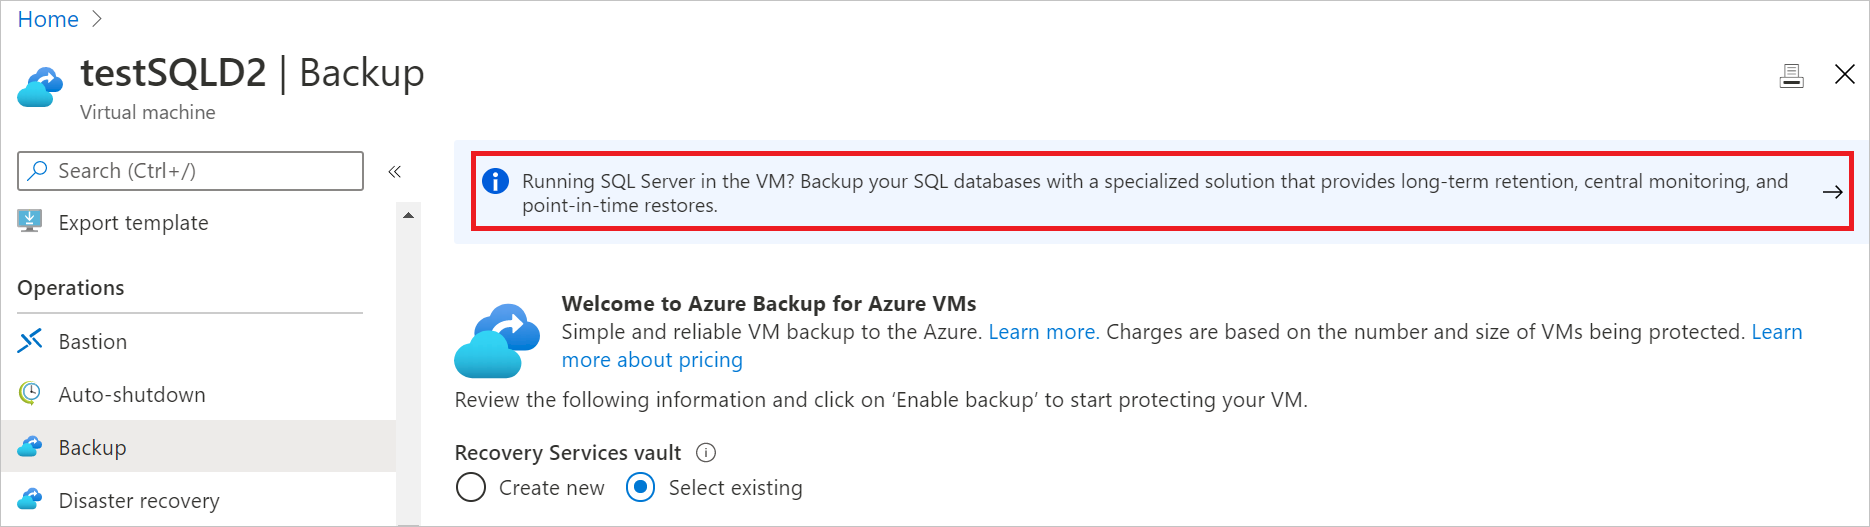 Home
testSQLD2 | Backup
Virtual machine
Search (Ctrl+/)
«
Export template
Operations
Bastion
Auto-shutdown
Backup
Disaster recovery
Running SQL Server in the VM? Backup your SQL databases with a specialized solution that provides long-term retention, central monitoring, and
point-in-time restores.
Welcome to Azure Backup for Azure VMs
Simple and reliable VM backup to the Azure. Learn more. Charges are based on the number and size of VMs being protected. Learn
more about pricing
Review the following information and click on ‘Enable backup’ to start protecting your VM.
Recovery Services vault
Create new
Select existing